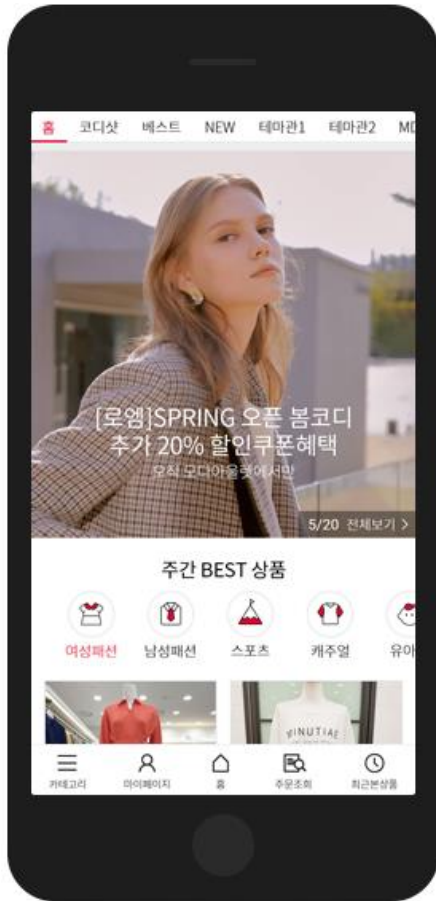 홈 코디샷 베스트 NEW 테마관1 테마관2 MD
[로엠]SPRING 오픈 봄코디
추가 20% 할인쿠폰혜택
오직 모다아울렛에서만
5/20 전체보기 >
주간 BEST 상품
여성패션 남성패션 스포츠 캐주얼 유아
MINUTIAE
카테고리 마이페이지 홈 주문조회 최근본상품